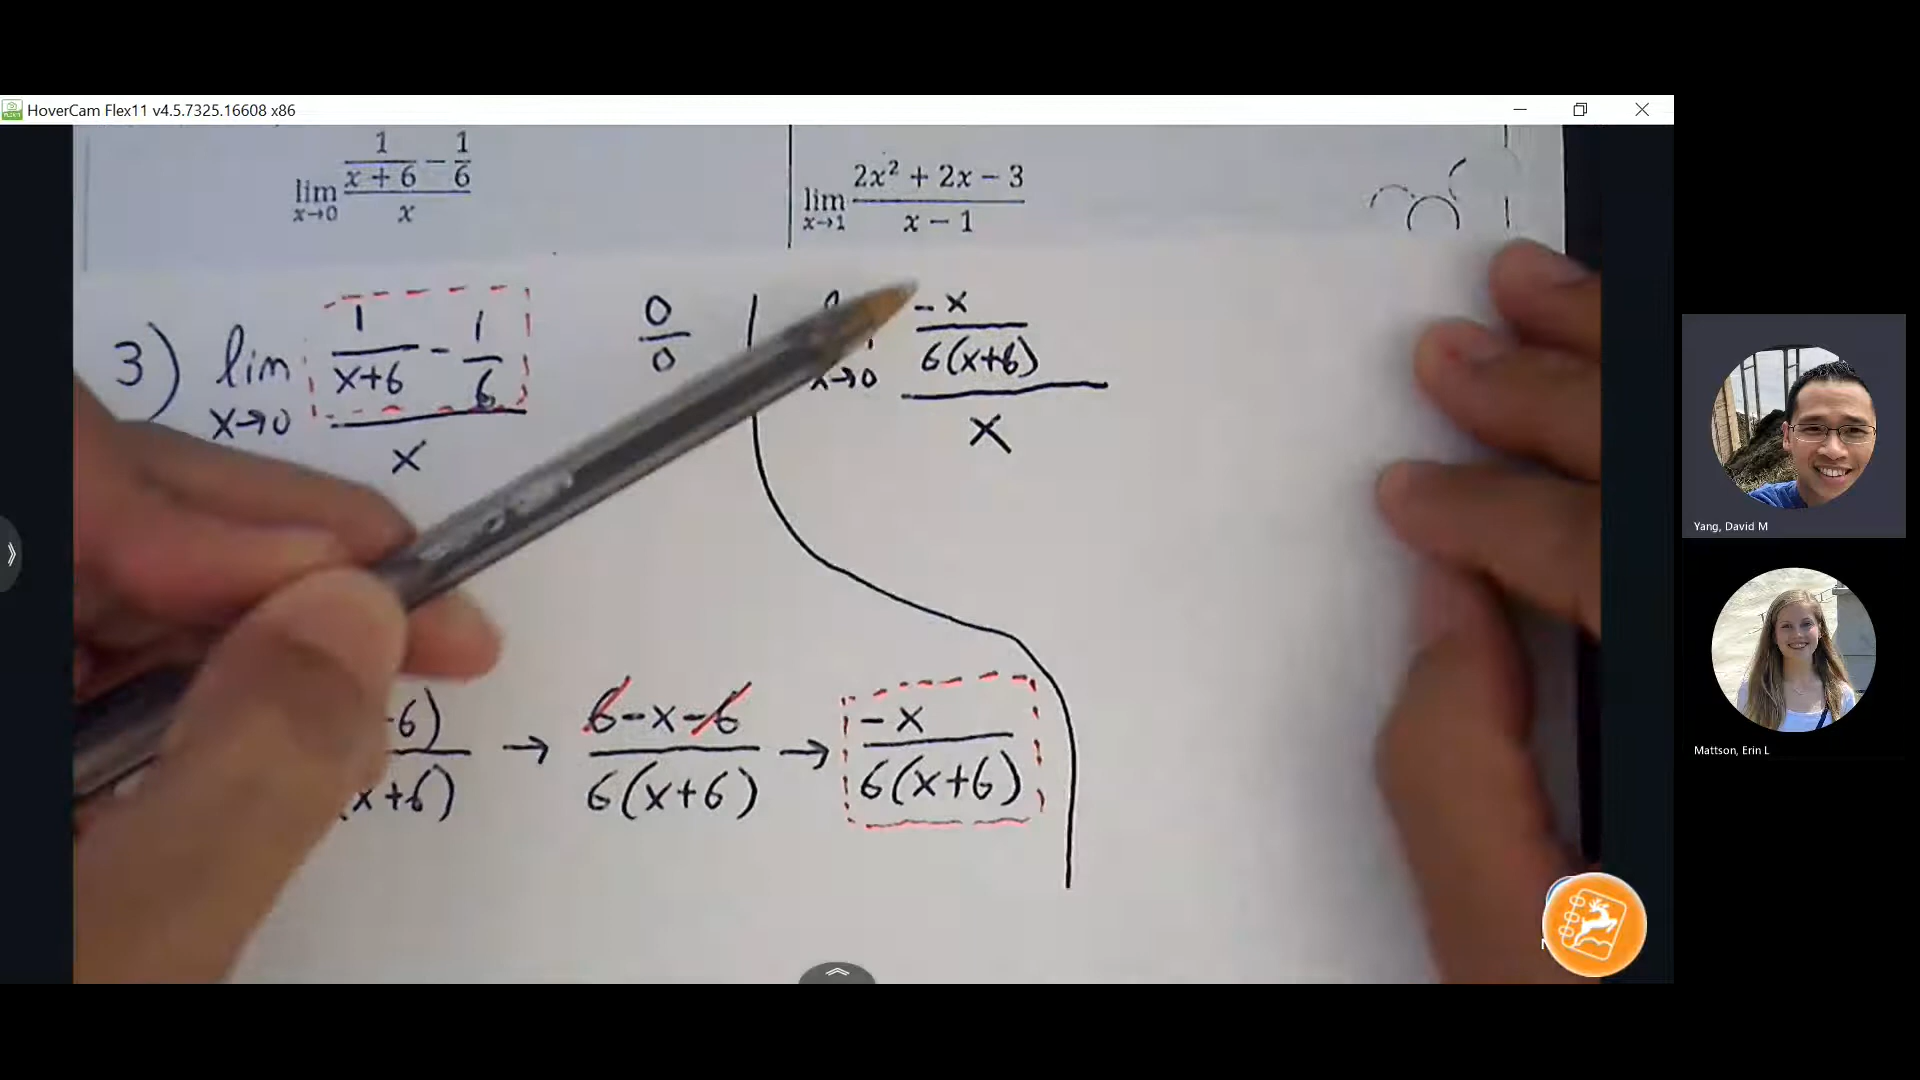 HoverCam Flex11 v4.5.7325.16608 x86
lim x→0 (1/(x + 6) − 1/6)/x
lim x→1 (2x² + 2x − 3)/(x − 1)
3) lim x→0 (1/(x+6) - 1/6)/x
0/0
x→0 (-x/(6(x+6)))/x
6)/(x+6) → (6-x-6)/(6(x+6)) → -x/(6(x+6))
Yang, David M
Mattson, Erin L